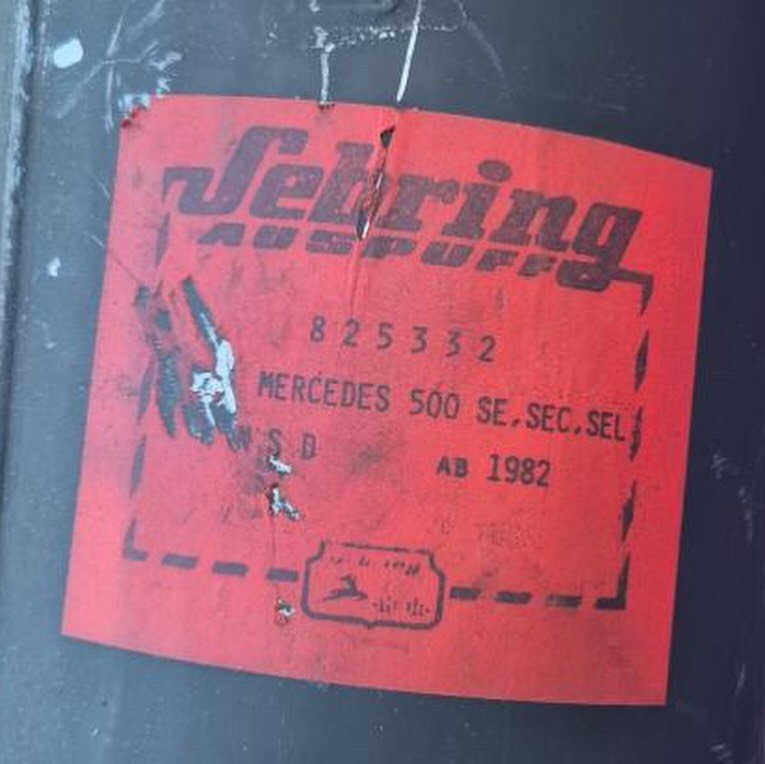 Sebring
AUSPUFF
825332
MERCEDES 500 SE.SEC.SEL
AB 1982